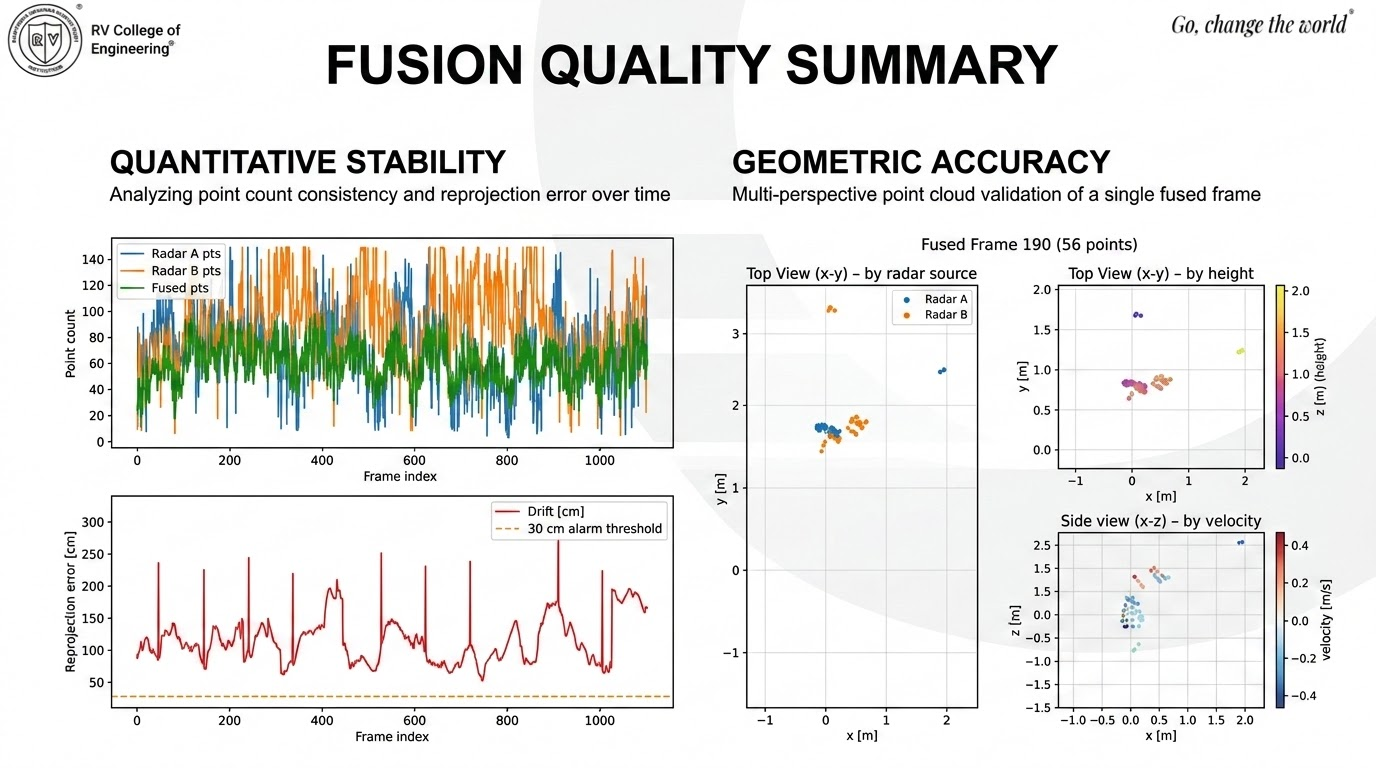 RV College of
Engineering®
Go, change the world®
FUSION QUALITY SUMMARY
QUANTITATIVE STABILITY
Analyzing point count consistency and reprojection error over time
Radar A pts
Radar B pts
Fused pts
Point count
140
120
100
80
60
40
20
0
0
200
400
600
800
1000
Frame index
Drift [cm]
30 cm alarm threshold
Reprojection error [cm]
300
250
200
150
100
50
0
200
400
600
800
1000
Frame index
GEOMETRIC ACCURACY
Multi-perspective point cloud validation of a single fused frame
Fused Frame 190 (56 points)
Top View (x-y) – by radar source
Radar A
Radar B
y [m]
3
2
1
0
−1
−1
0
1
2
x [m]
Top View (x-y) – by height
y [m]
2.0
1.5
1.0
0.5
0.0
−1
0
1
2
x [m]
2.0
1.5
1.0
0.5
0.0
z [m) (height)
Side view (x-z) – by velocity
z [m]
2.5
1.5
0.0
−0.5
−1.0
−1.5
−1.5
−1.0
−0.5
0.0
0.5
1.0
1.5
2.0
x [m]
0.4
0.2
0.0
−0.2
−0.4
velocity [m/s]